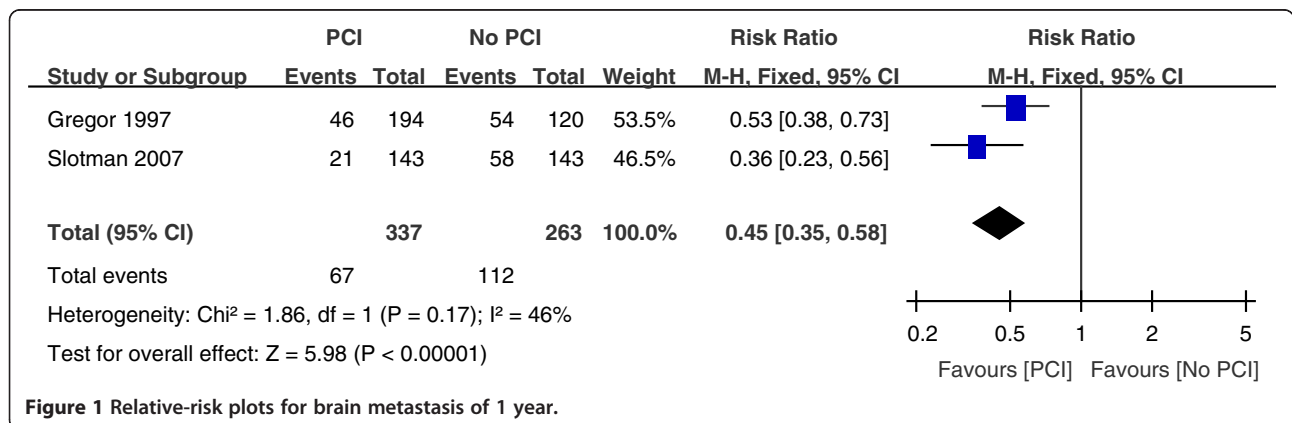 PCI No PCI Risk Ratio Risk Ratio
Study or Subgroup Events Total Events Total Weight M-H, Fixed, 95% CI M-H, Fixed, 95% CI
Gregor 1997 46 194 54 120 53.5% 0.53 [0.38, 0.73]
Slotman 2007 21 143 58 143 46.5% 0.36 [0.23, 0.56]
Total (95% CI) 337 263 100.0% 0.45 [0.35, 0.58]
Total events 67 112
Heterogeneity: Chi² = 1.86, df = 1 (P = 0.17); I² = 46%
Test for overall effect: Z = 5.98 (P < 0.00001)
0.2 0.5 1 2 5
Favours [PCI] Favours [No PCI]
Figure 1 Relative-risk plots for brain metastasis of 1 year.